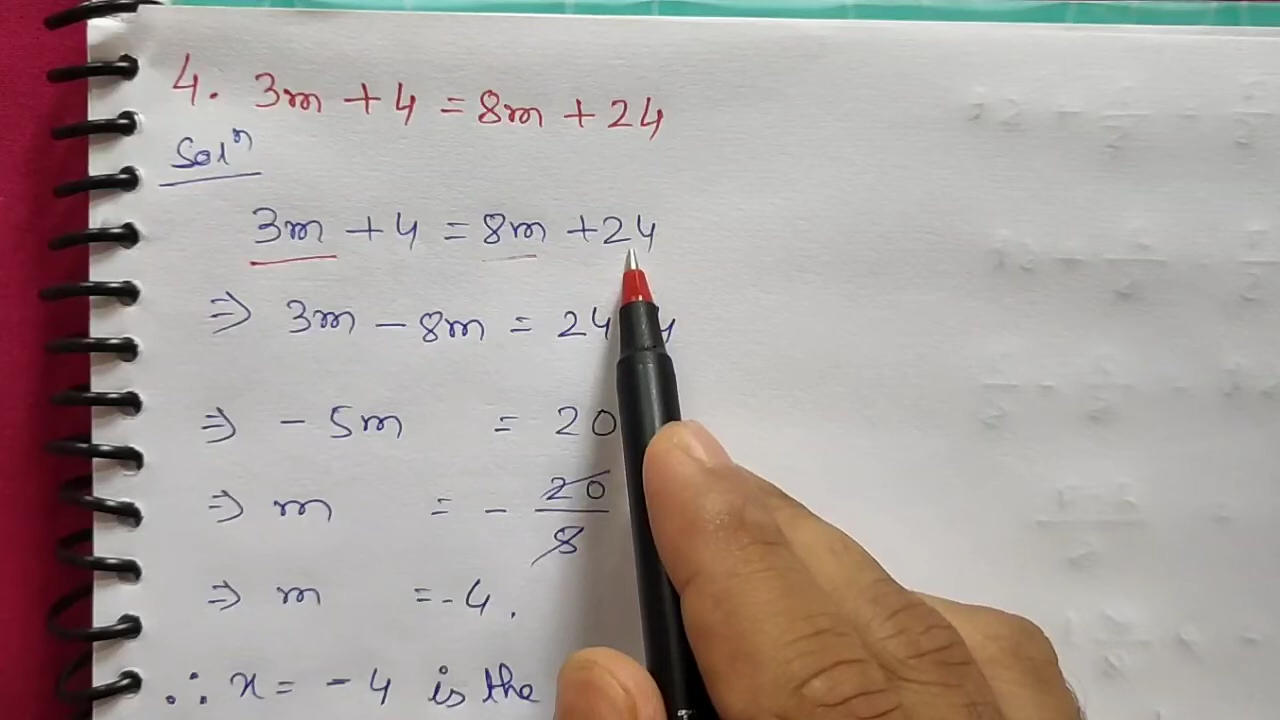 4. 3m + 4 = 8m + 24
Solⁿ
3m + 4 = 8m + 24
⇒ 3m - 8m = 24 4
⇒ - 5m = 20
⇒ m = - 20/5
⇒ m = -4.
∴ x = - 4 is the